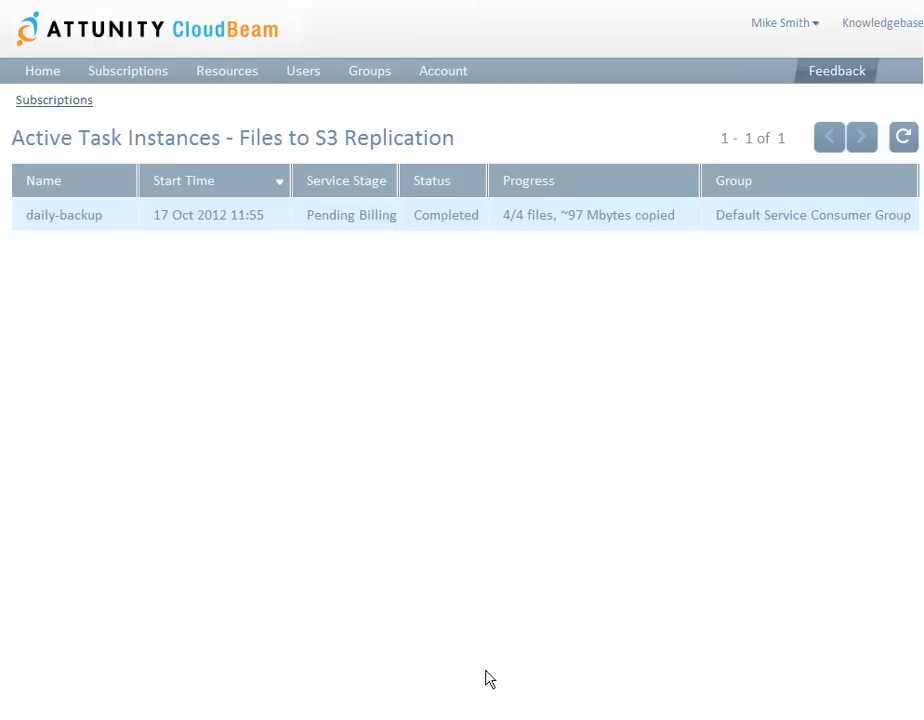 ATTUNITY CloudBeam
Mike Smith Knowledgebase
Home Subscriptions Resources Users Groups Account Feedback
Subscriptions
Active Task Instances - Files to S3 Replication 1 - 1 of 1
Name Start Time Service Stage Status Progress Group
daily-backup 17 Oct 2012 11:55 Pending Billing Completed 4/4 files, ~97 Mbytes copied Default Service Consumer Group